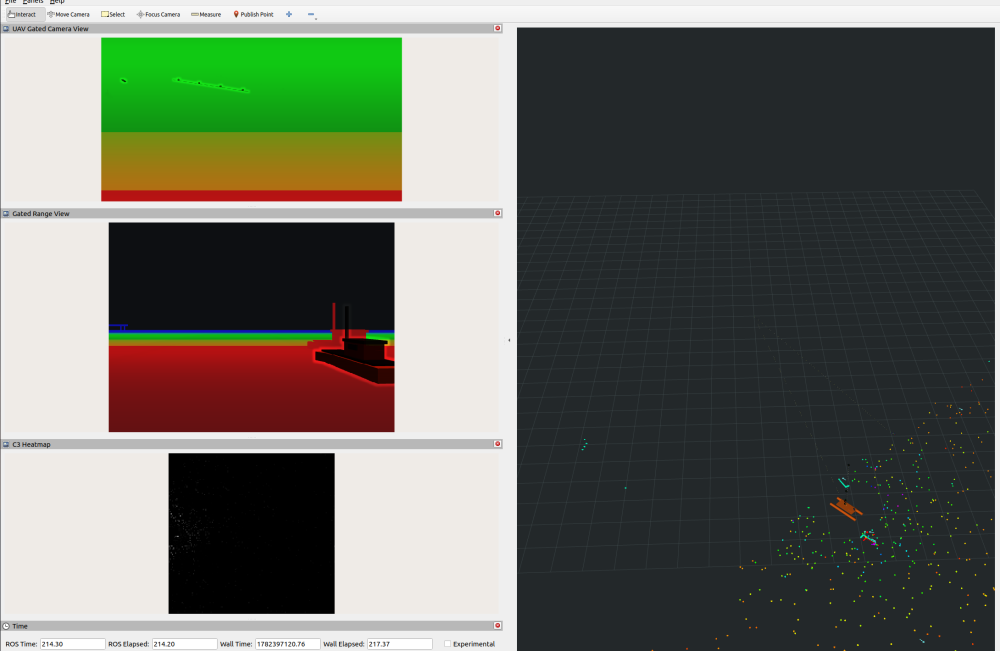 File Panels Help
Interact Move Camera Select Focus Camera Measure Publish Point
UAV Gated Camera View
Gated Range View
C3 Heatmap
Time
ROS Time: 214.30 ROS Elapsed: 214.20 Wall Time: 1782397120.76 Wall Elapsed: 217.37 Experimental